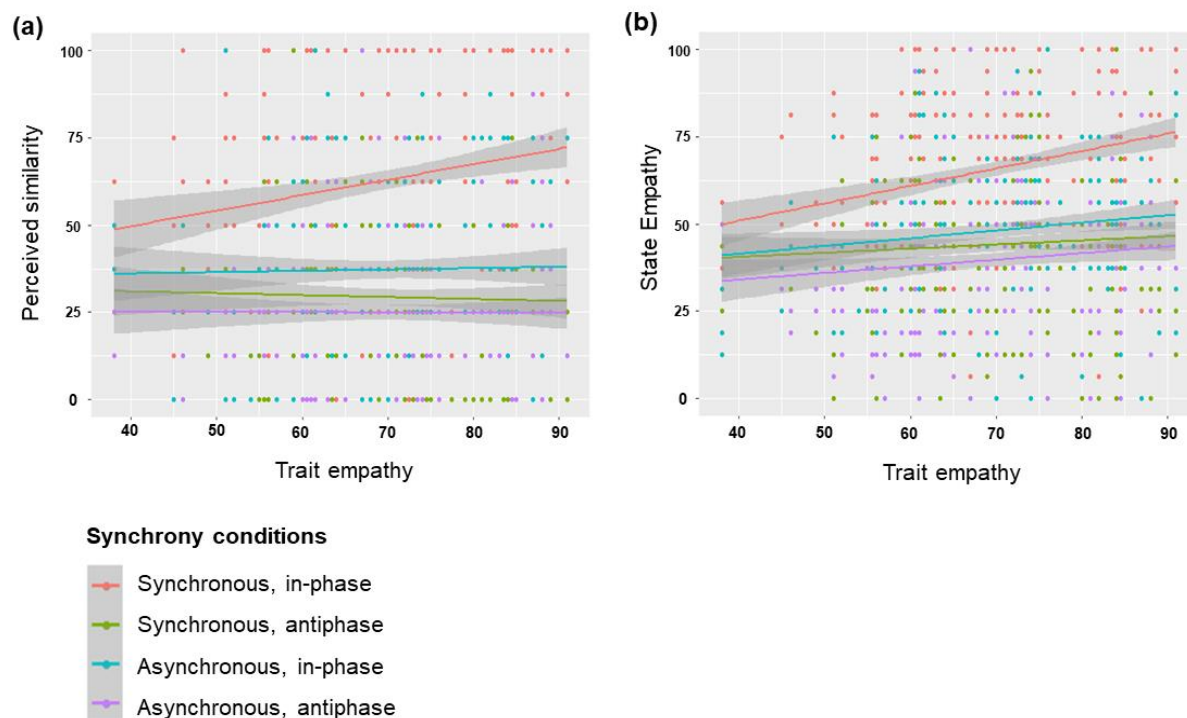 (a)
100
75
50
25
0
Perceived similarity
40 50 60 70 80 90
Trait empathy
(b)
100
75
50
25
0
State Empathy
40 50 60 70 80 90
Trait empathy
Synchrony conditions
Synchronous, in-phase
Synchronous, antiphase
Asynchronous, in-phase
Asynchronous, antiphase